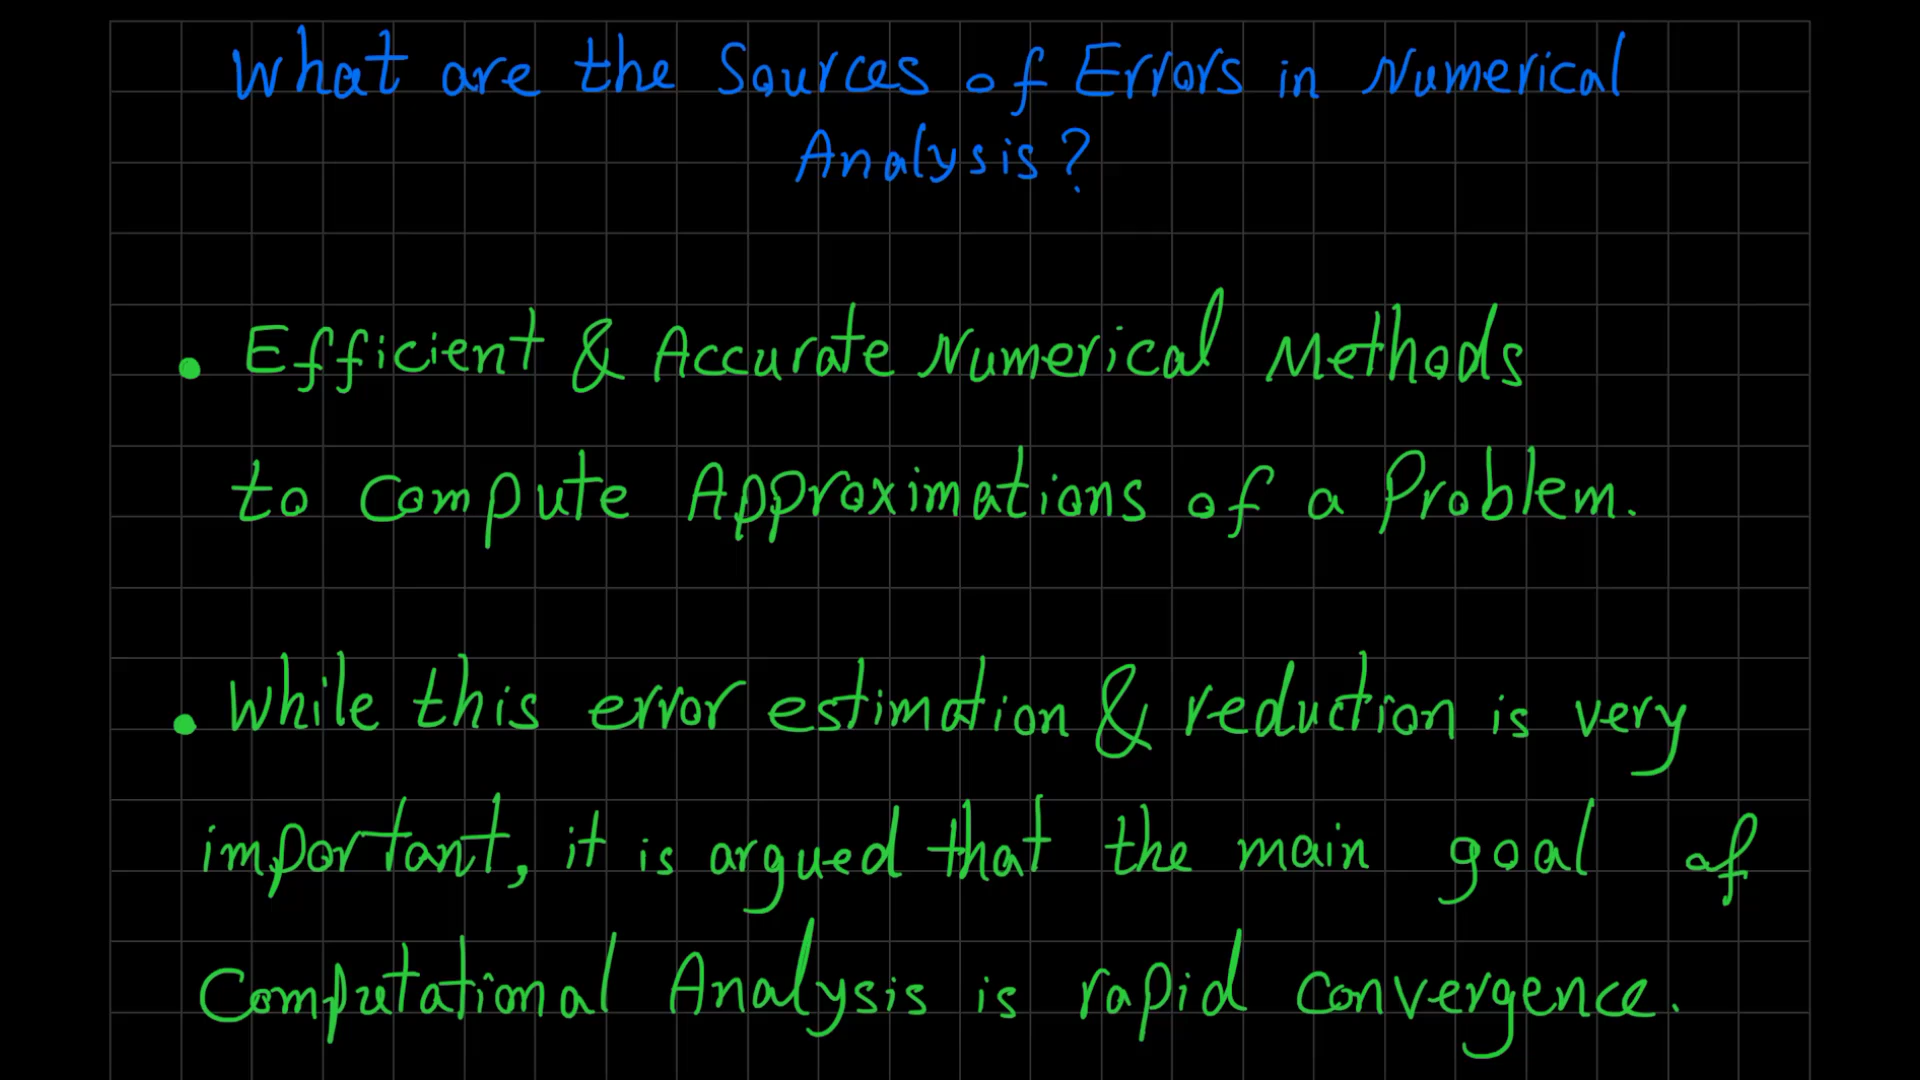 What are the Sources of Errors in Numerical
Analysis?
• Efficient & Accurate Numerical Methods
to Compute Approximations of a Problem.
• While this error estimation & reduction is very
important, it is argued that the main goal of
Computational Analysis is rapid convergence.